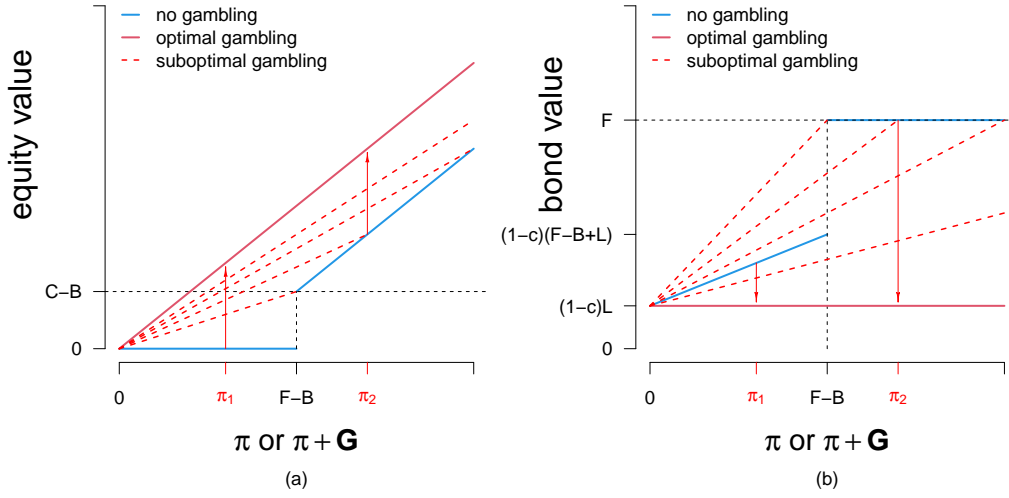 no gambling
optimal gambling
suboptimal gambling
equity value
C−B
0
0
π1
F−B
π2
π or π + G
(a)
no gambling
optimal gambling
suboptimal gambling
bond value
F
(1−c)(F−B+L)
(1−c)L
0
0
π1
F−B
π2
π or π + G
(b)